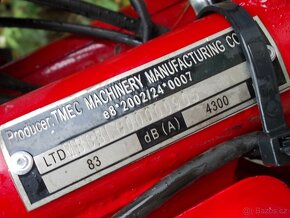 Producer: TMEC MACHINERY MANUFACTURING CO
e8*2002/24*0007
LTD
83 dB(A) 4300